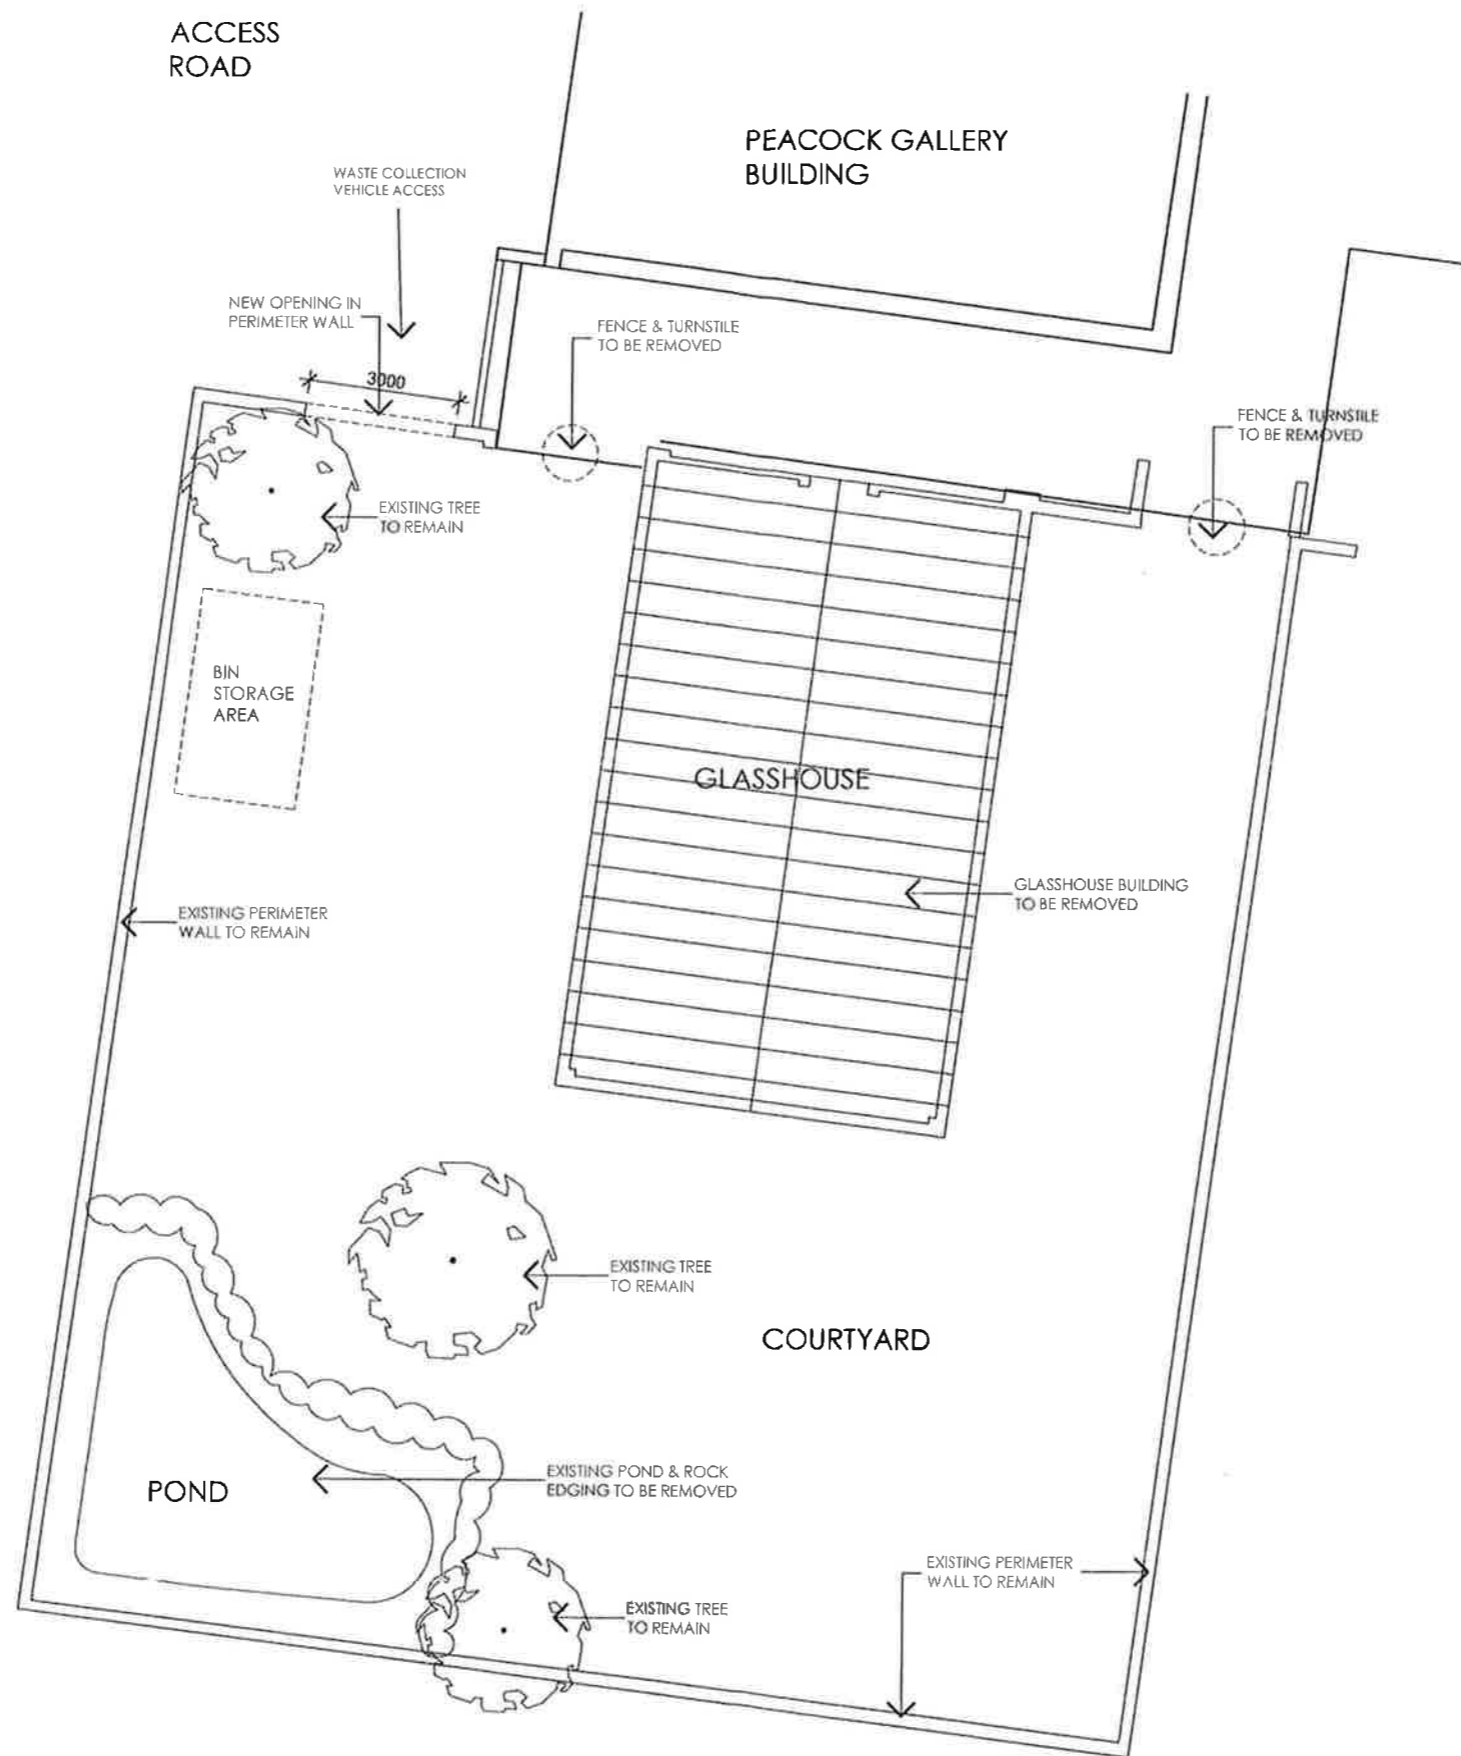 ACCESS
ROAD
PEACOCK GALLERY
BUILDING
WASTE COLLECTION
VEHICLE ACCESS
NEW OPENING IN
PERIMETER WALL
FENCE & TURNSTILE
TO BE REMOVED
3000
FENCE & TURNSTILE
TO BE REMOVED
EXISTING TREE
TO REMAIN
BIN
STORAGE
AREA
GLASSHOUSE
GLASSHOUSE BUILDING
TO BE REMOVED
EXISTING PERIMETER
WALL TO REMAIN
EXISTING TREE
TO REMAIN
COURTYARD
POND
EXISTING POND & ROCK
EDGING TO BE REMOVED
EXISTING PERIMETER
WALL TO REMAIN
EXISTING TREE
TO REMAIN